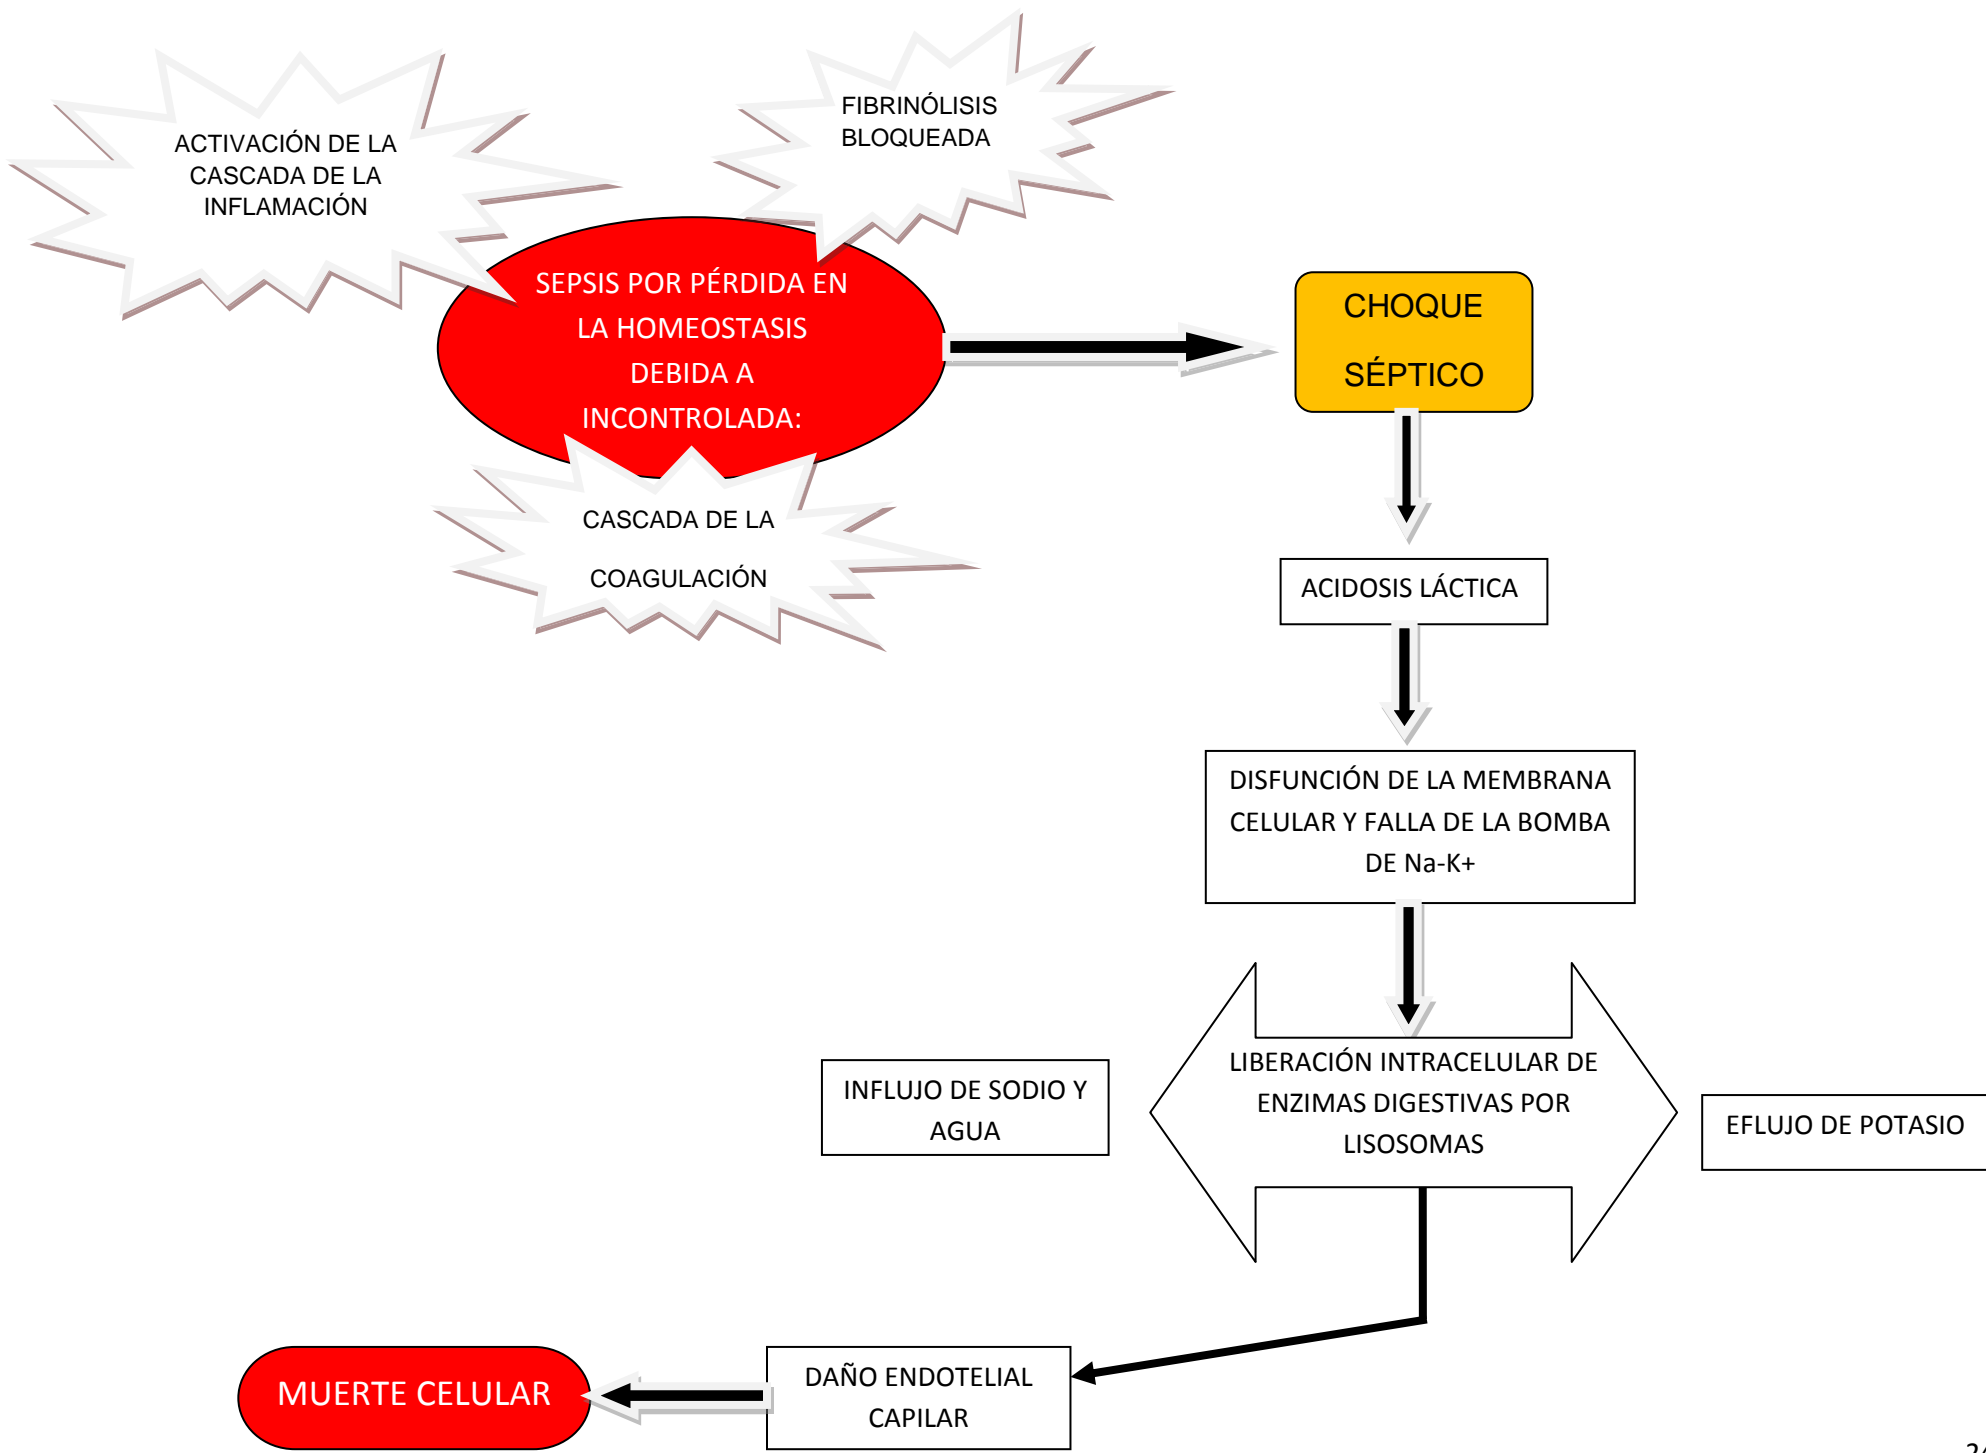 ACTIVACIÓN DE LA
CASCADA DE LA
INFLAMACIÓN
FIBRINÓLISIS
BLOQUEADA
SEPSIS POR PÉRDIDA EN
LA HOMEOSTASIS
DEBIDA A
INCONTROLADA:
CASCADA DE LA
COAGULACIÓN
CHOQUE
SÉPTICO
ACIDOSIS LÁCTICA
DISFUNCIÓN DE LA MEMBRANA
CELULAR Y FALLA DE LA BOMBA
DE Na-K+
LIBERACIÓN INTRACELULAR DE
ENZIMAS DIGESTIVAS POR
LISOSOMAS
INFLUJO DE SODIO Y
AGUA
EFLUJO DE POTASIO
DAÑO ENDOTELIAL
CAPILAR
MUERTE CELULAR